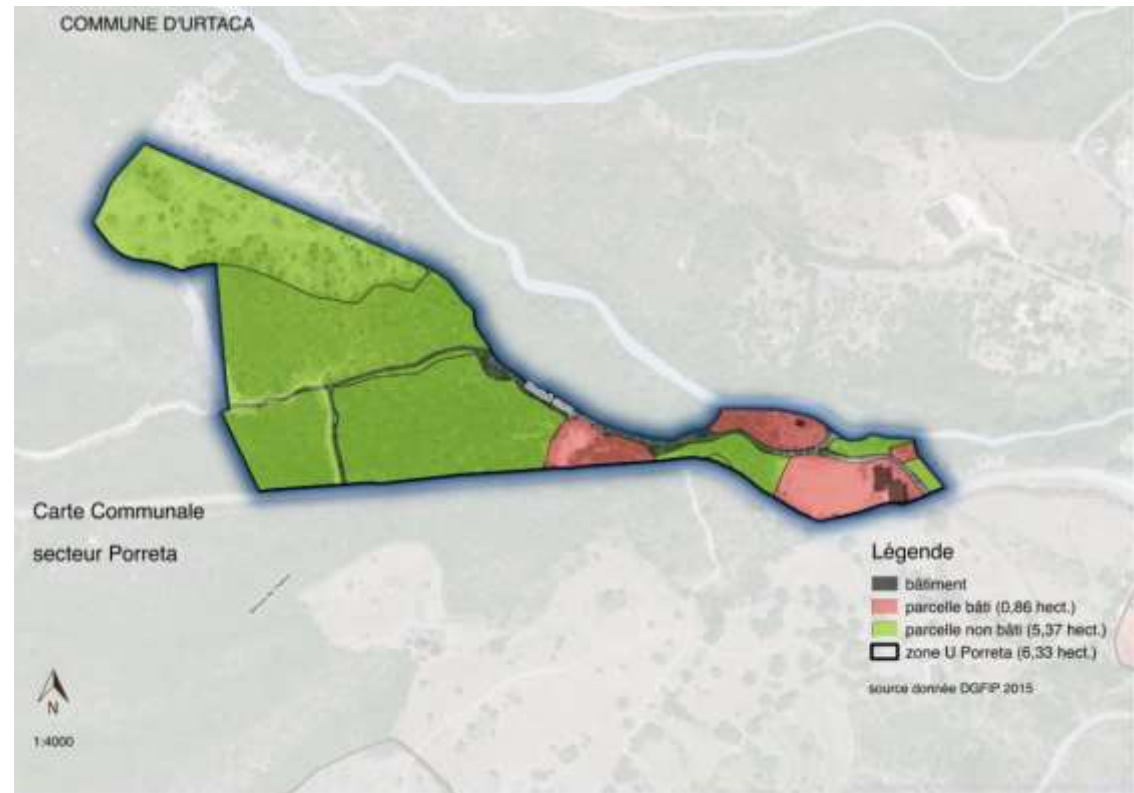 COMMUNE D'URTACA
Carte Communale
secteur Porreta
Légende
bâtiment
parcelle bâti (0,86 hect.)
parcelle non bâti (5,37 hect.)
zone U Porreta (6,33 hect.)
source donnée DGFIP 2015
N
1:4000